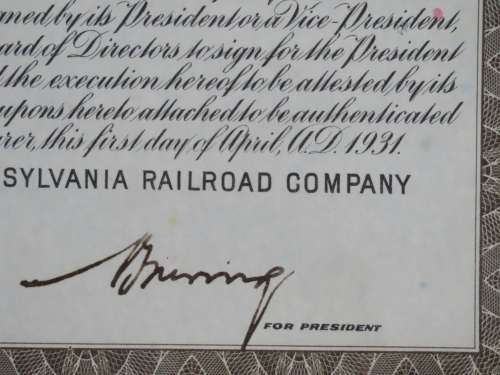 ned by its President or a Vice-President,
ard of Directors to sign for the President
the execution hereof to be attested by its
upons hereto attached to be authenticated
rer, this first day of April, A.D. 1931.
SYLVANIA RAILROAD COMPANY
FOR PRESIDENT